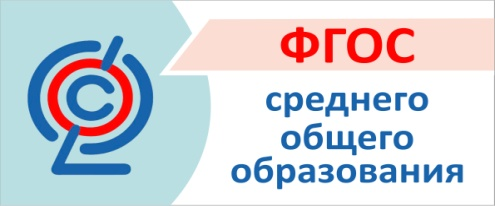 ФГОС
среднего
общего
образования